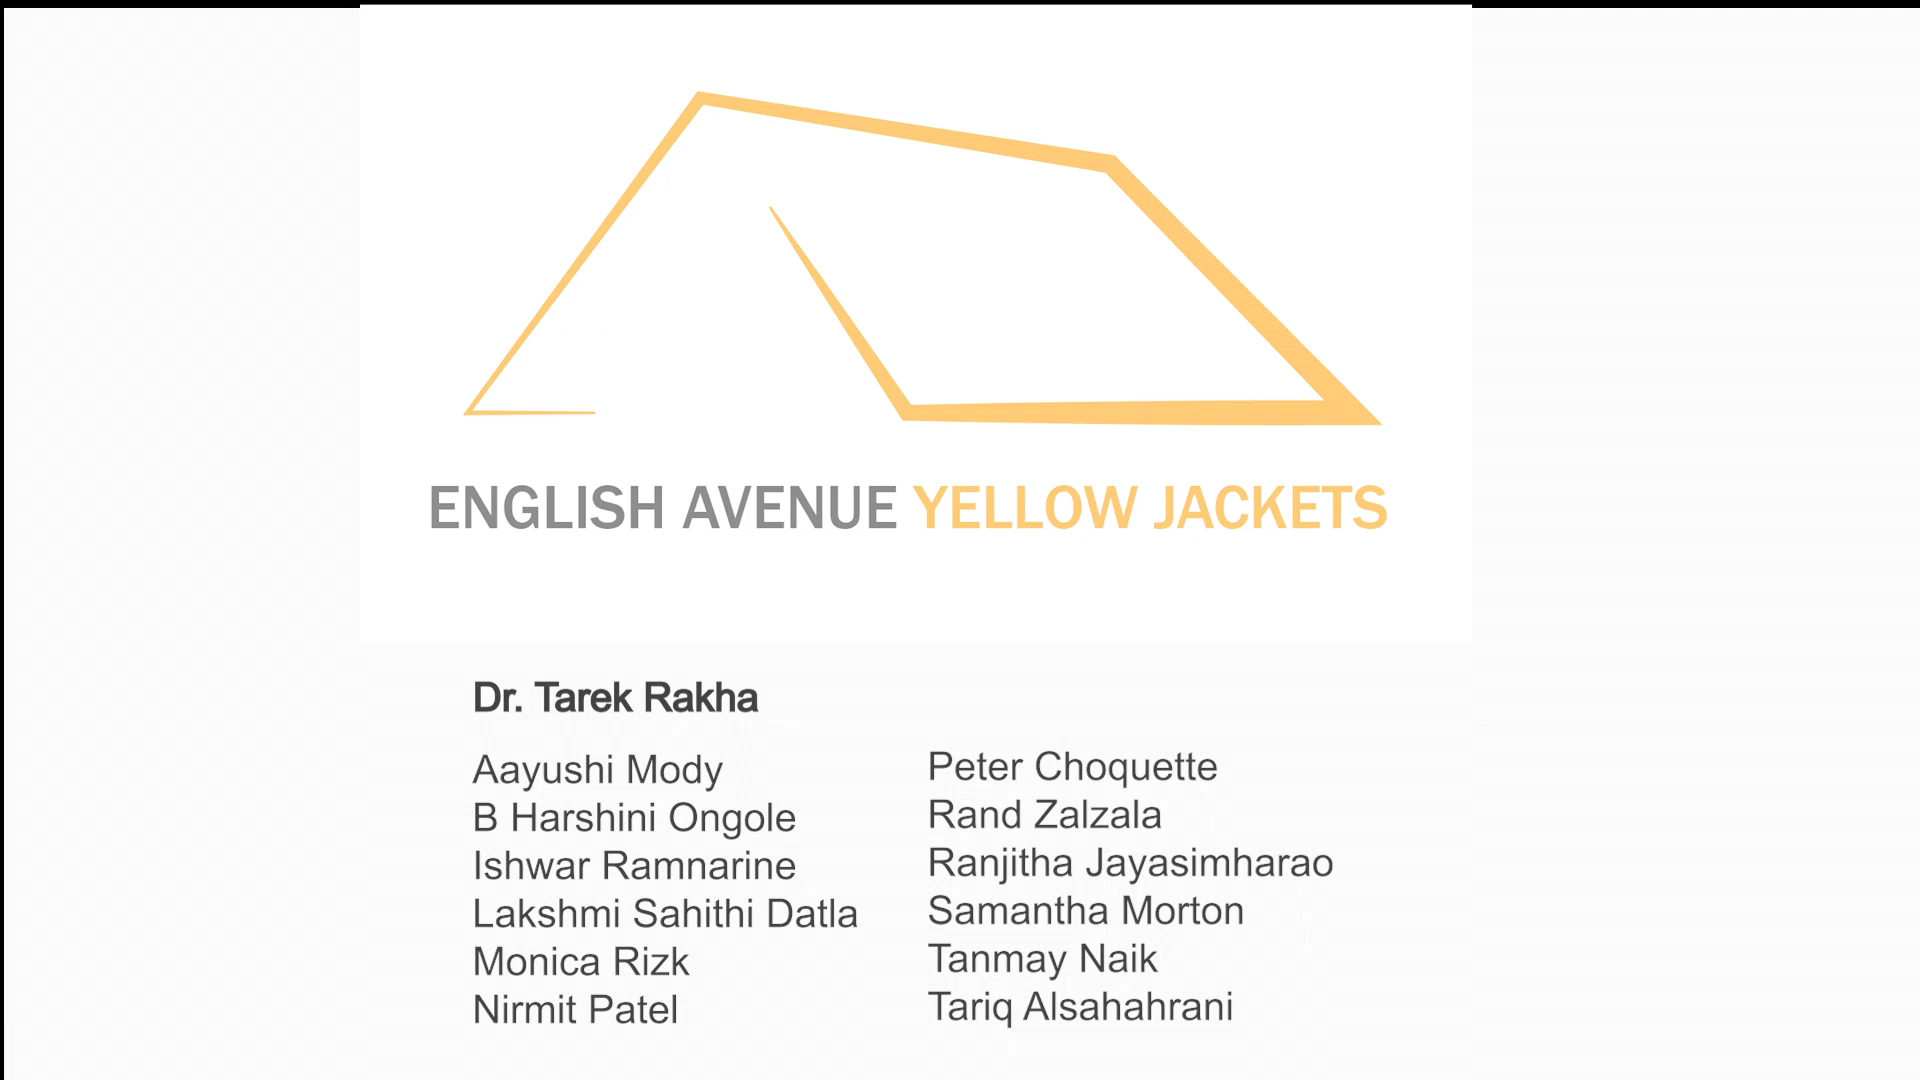 ENGLISH AVENUE YELLOW JACKETS
Dr. Tarek Rakha
Aayushi Mody
B Harshini Ongole
Ishwar Ramnarine
Lakshmi Sahithi Datla
Monica Rizk
Nirmit Patel
Peter Choquette
Rand Zalzala
Ranjitha Jayasimharao
Samantha Morton
Tanmay Naik
Tariq Alsahahrani